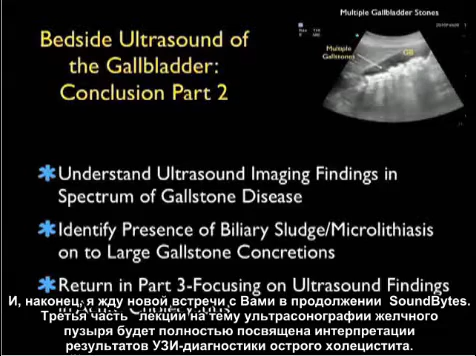 Multiple Gallbladder Stones
Bedside Ultrasound of
the Gallbladder:
Conclusion Part 2
Multiple
Gallstones
GB
Understand Ultrasound Imaging Findings in
Spectrum of Gallstone Disease
Identify Presence of Biliary Sludge/Microlithiasis
on to Large Gallstone Concretions
Return in Part 3-Focusing on Ultrasound Findings
И, наконец, я жду новой встречи с Вами в продолжении SoundBytes.
Третья часть лекции на тему ультрасонографии желчного
пузыря будет полностью посвящена интерпретации
результатов УЗИ-диагностики острого холецистита.